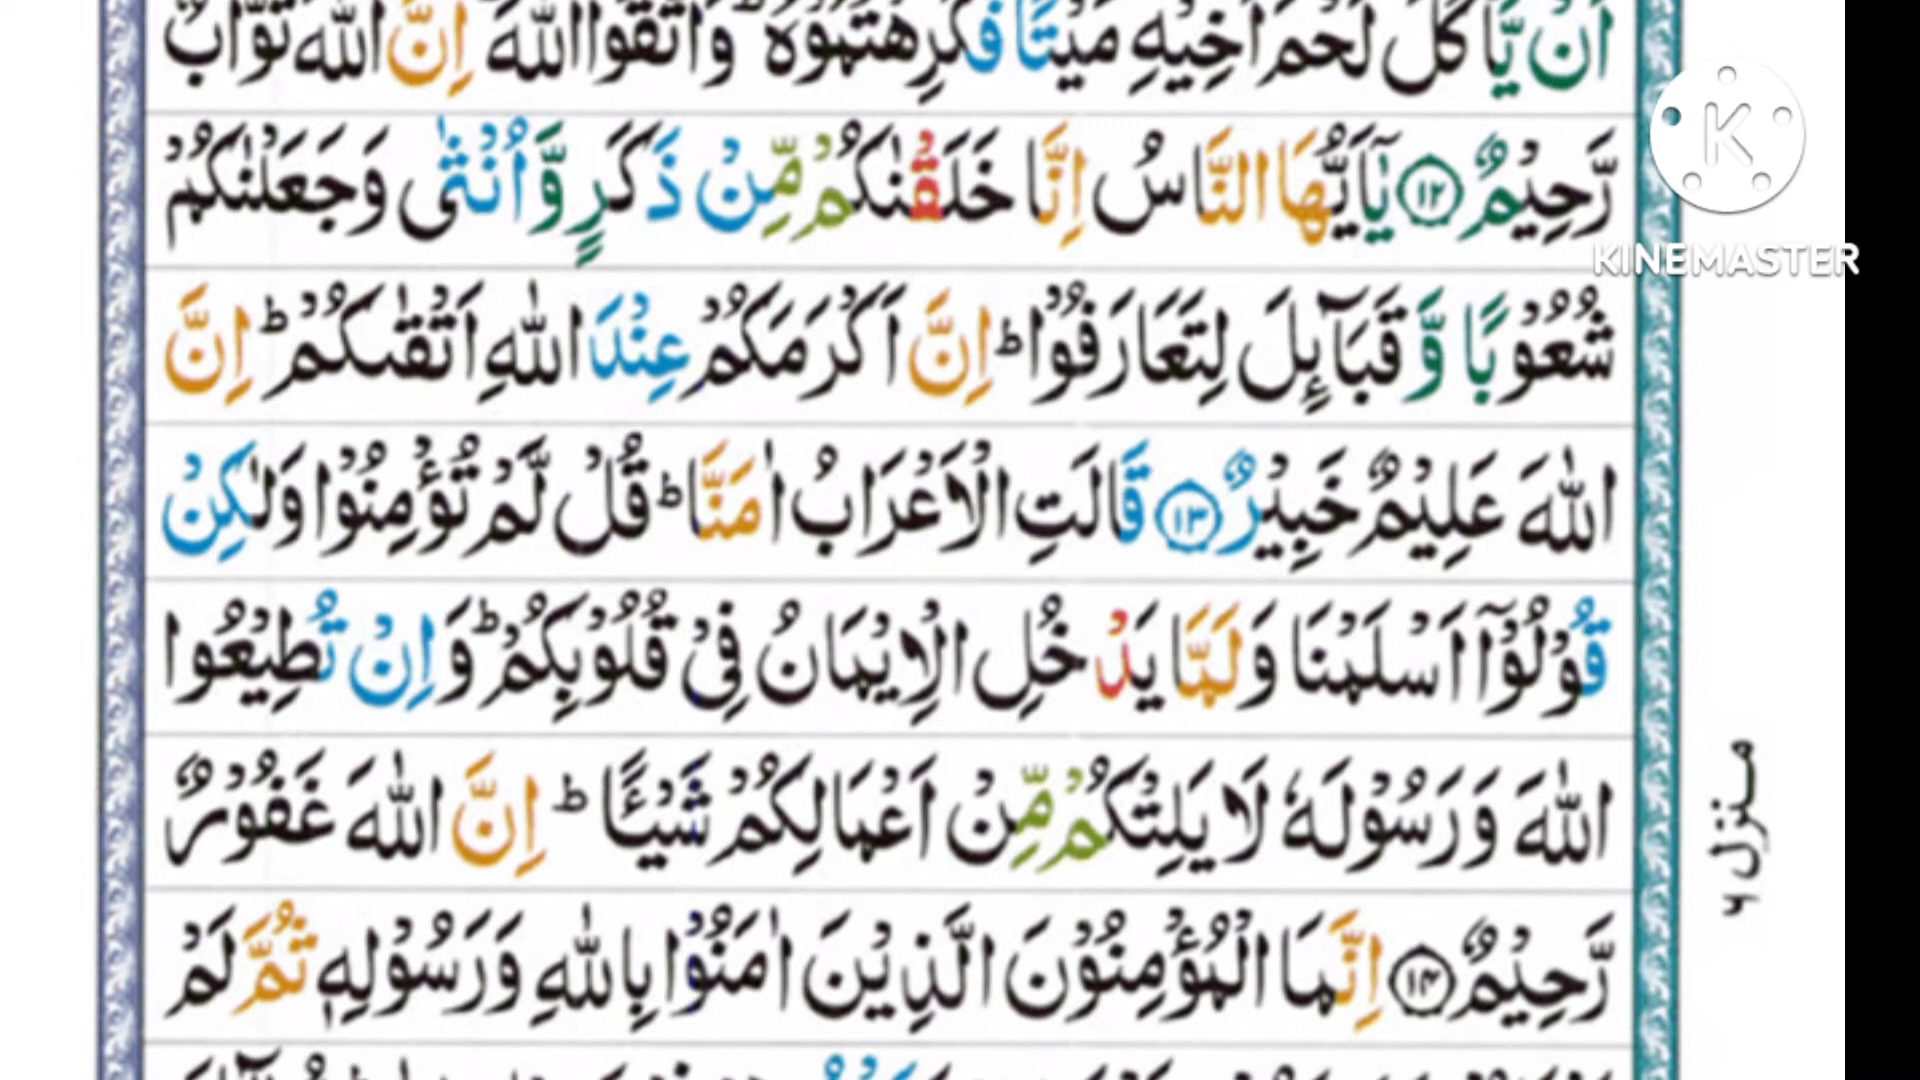 اَنْ يَّاْكُلَ لَحْمَ اَخِيْهِ مَيْتًا فَكَرِهْتُمُوْهُ ؕ وَاتَّقُوا اللّٰهَ ؕ اِنَّ اللّٰهَ تَوَّابٌ
رَّحِيْمٌ ۝۱۲ يٰۤاَيُّهَا النَّاسُ اِنَّا خَلَقْنٰكُمْ مِّنْ ذَكَرٍ وَّ اُنْثٰى وَجَعَلْنٰكُمْ
شُعُوْبًا وَّ قَبَآئِلَ لِتَعَارَفُوْا ؕ اِنَّ اَكْرَمَكُمْ عِنْدَ اللّٰهِ اَتْقٰىكُمْ ؕ اِنَّ
اللّٰهَ عَلِيْمٌ خَبِيْرٌ ۝۱۳ قَالَتِ الْاَعْرَابُ اٰمَنَّا ؕ قُلْ لَّمْ تُؤْمِنُوْا وَلٰكِنْ
قُوْلُوْۤا اَسْلَمْنَا وَلَمَّا يَدْخُلِ الْاِيْمَانُ فِىْ قُلُوْبِكُمْ ؕ وَاِنْ تُطِيْعُوا
اللّٰهَ وَرَسُوْلَهٗ لَا يَلِتْكُمْ مِّنْ اَعْمَالِكُمْ شَيْـًٔا ؕ اِنَّ اللّٰهَ غَفُوْرٌ
رَّحِيْمٌ ۝۱۴ اِنَّمَا الْمُؤْمِنُوْنَ الَّذِيْنَ اٰمَنُوْا بِاللّٰهِ وَرَسُوْلِهٖ ثُمَّ لَمْ
منزل ٦
K
KINEMASTER